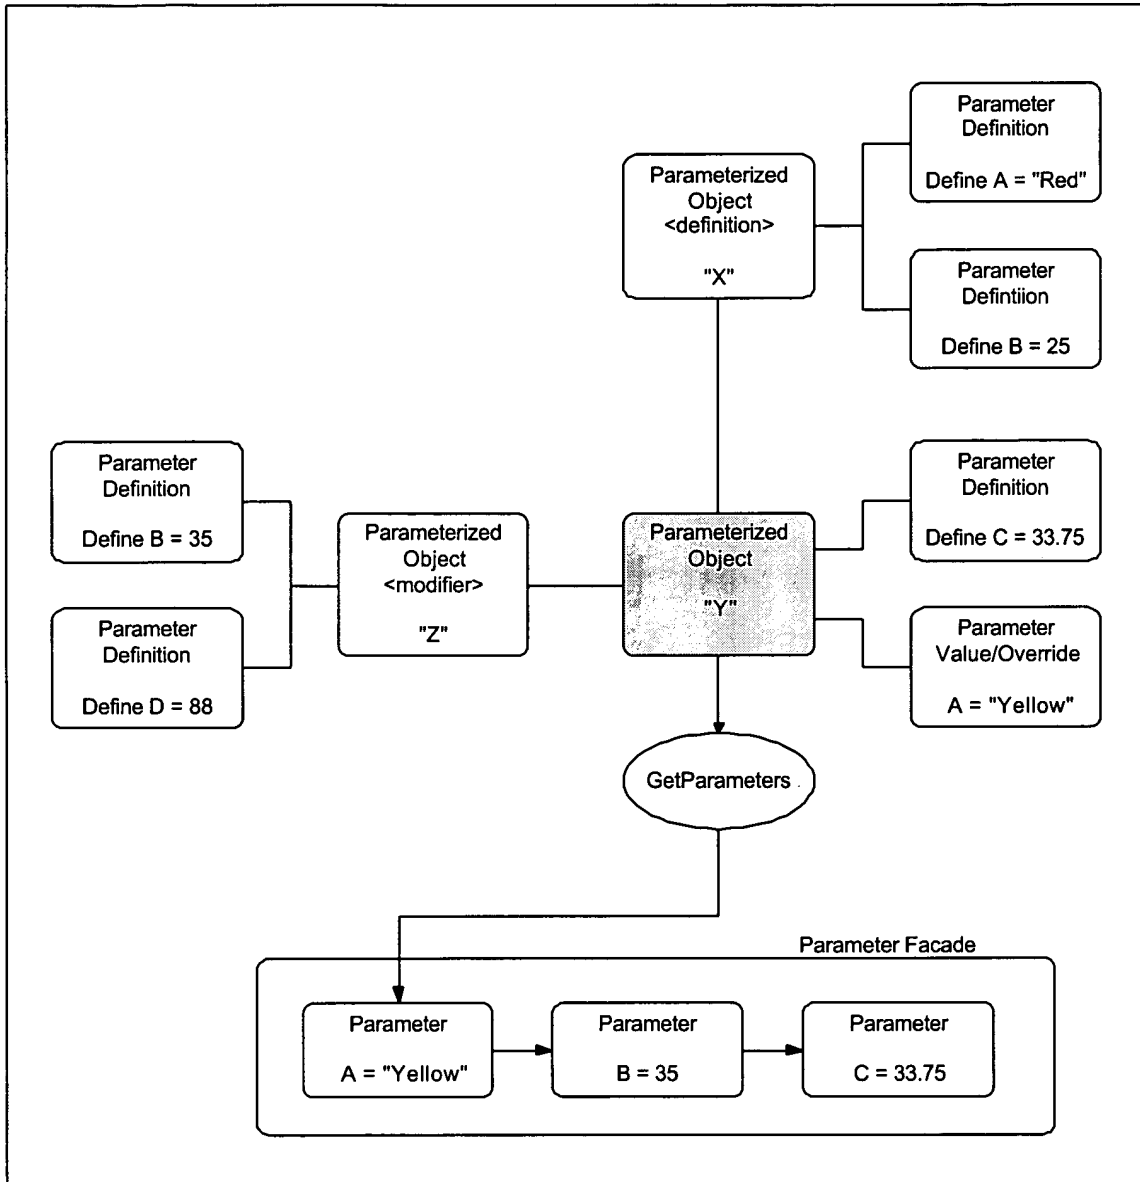 Parameter
Definition
Define A = "Red"
Parameterized
Object
<definition>
"X"
Parameter
Defintiion
Define B = 25
Parameter
Definition
Define B = 35
Parameter
Definition
Define D = 88
Parameterized
Object
<modifier>
"Z"
Parameterized
Object
"Y"
Parameter
Definition
Define C = 33.75
Parameter
Value/Override
A = "Yellow"
GetParameters
Parameter Facade
Parameter
A = "Yellow"
Parameter
B = 35
Parameter
C = 33.75